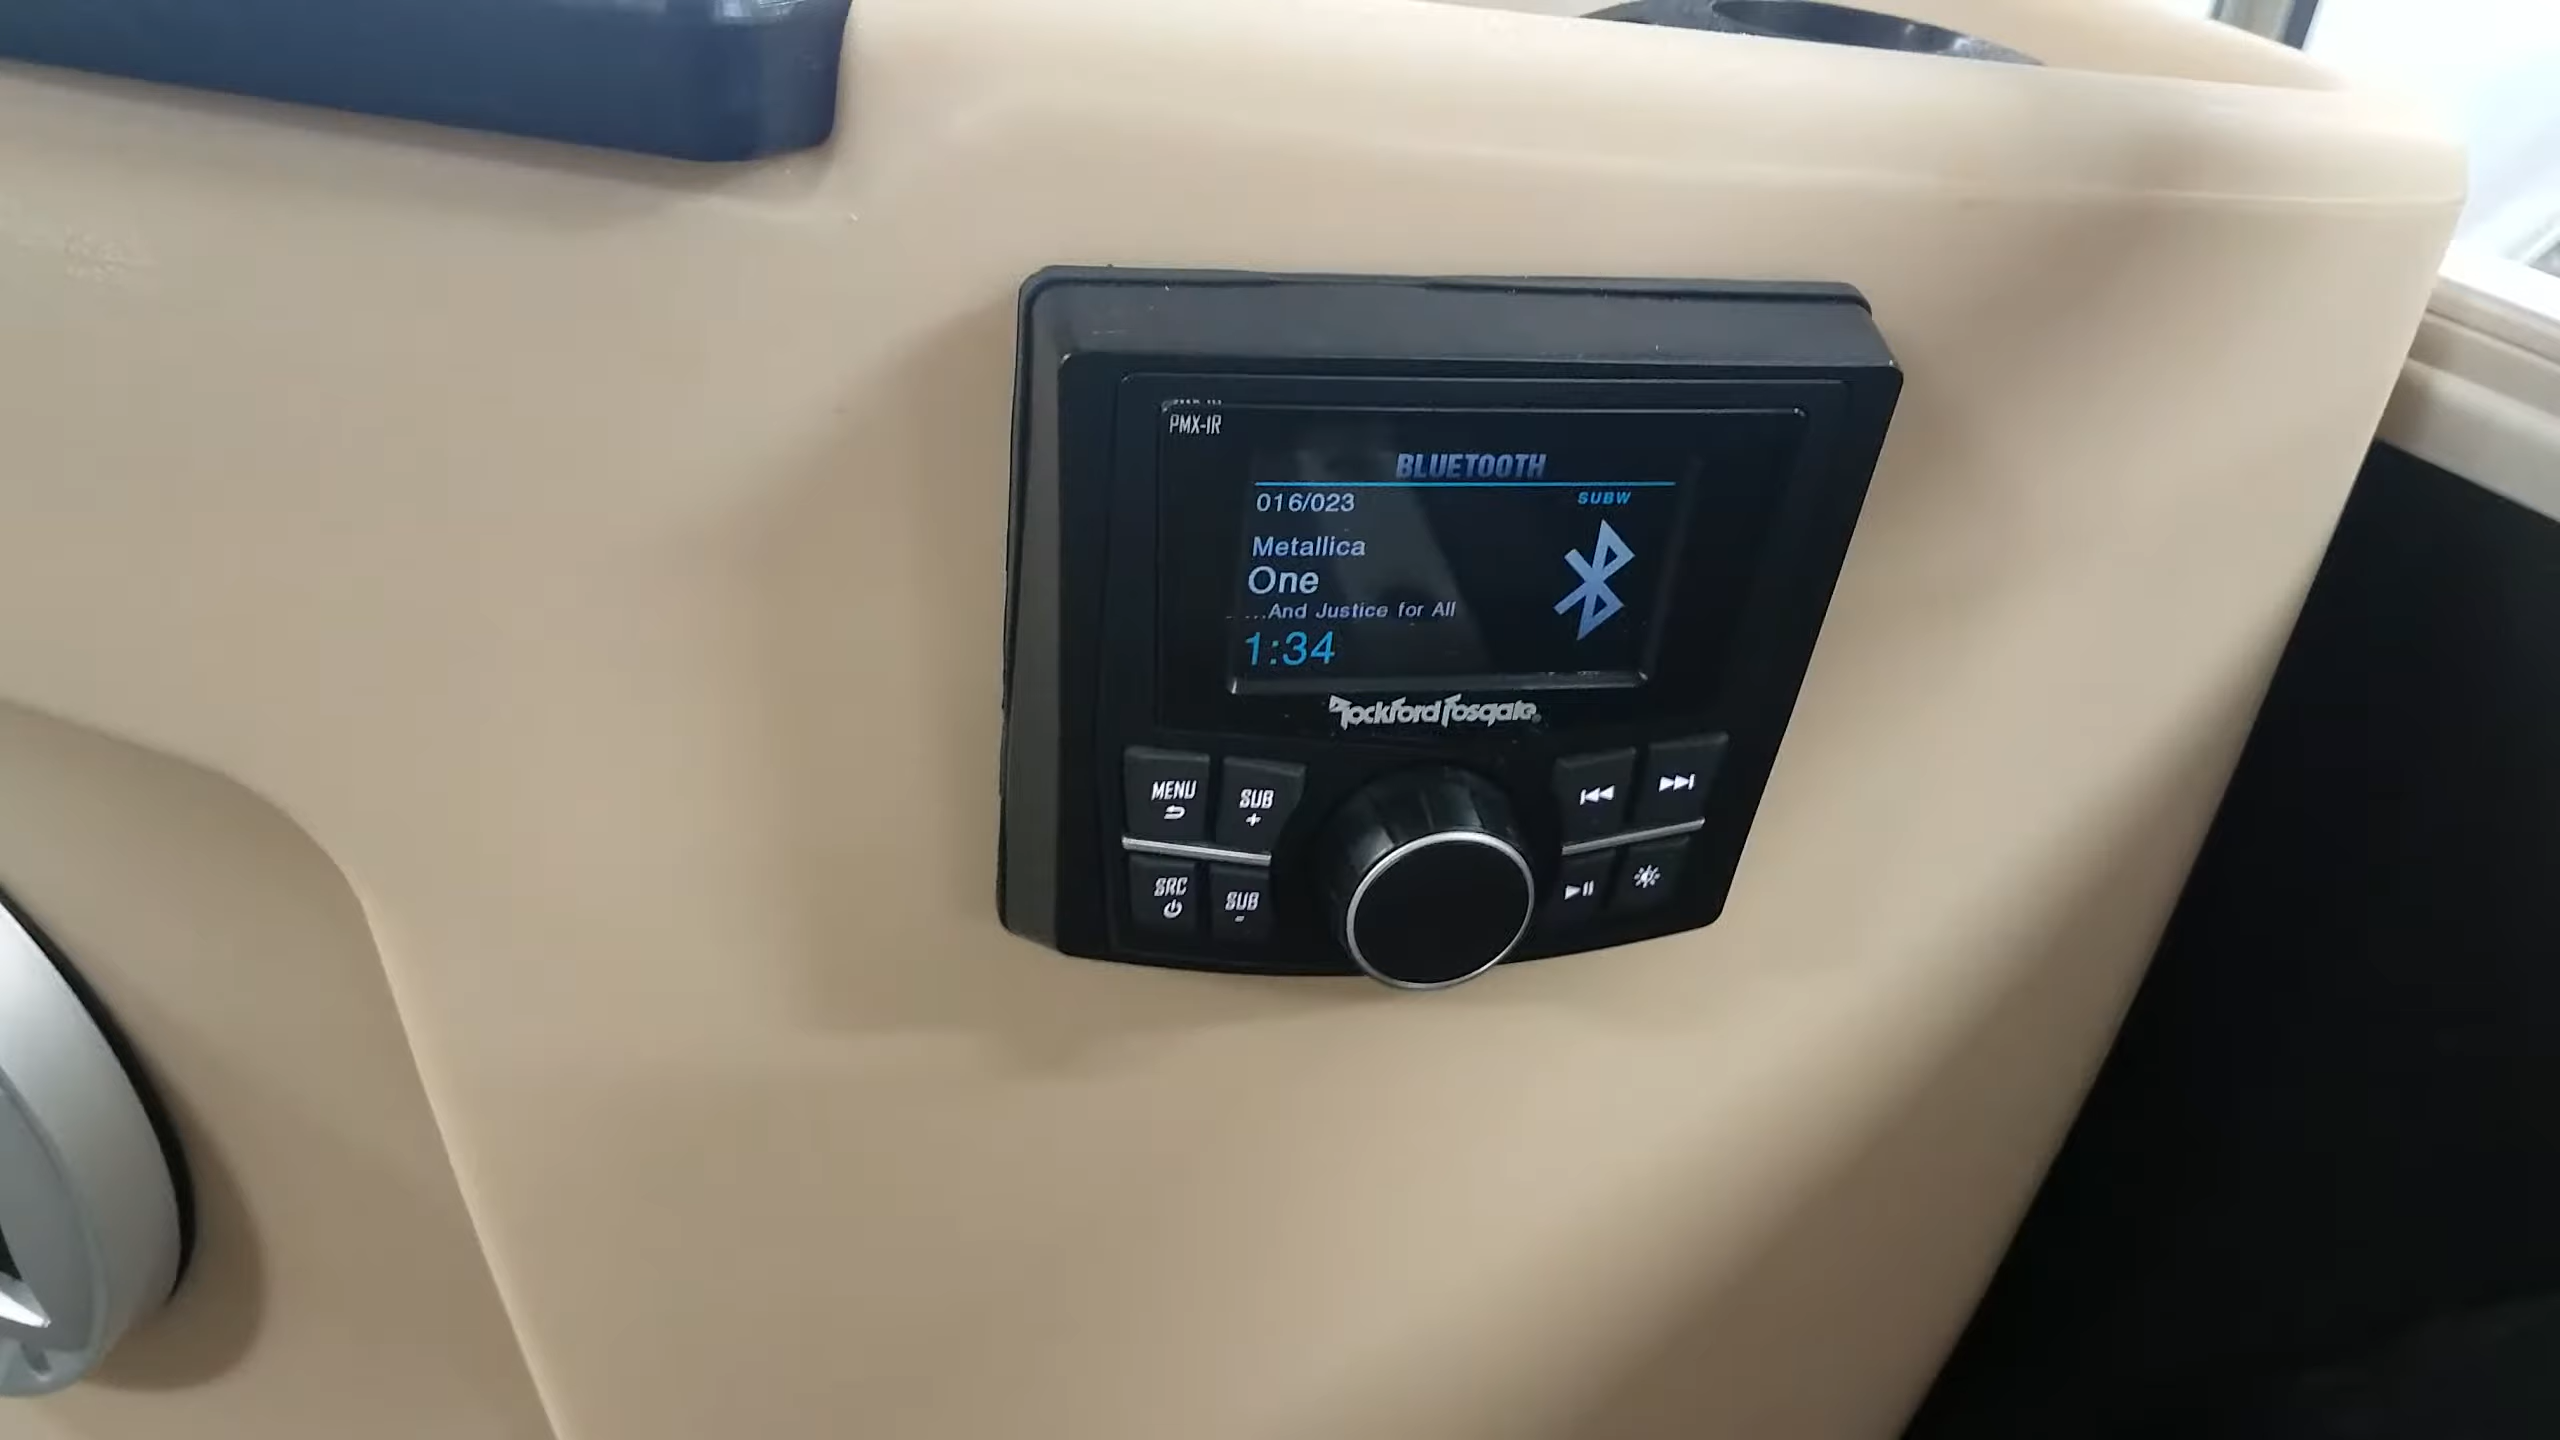 PMX-1R
BLUETOOTH
016/023
SUBW
Metallica
One
...And Justice for All
1:34
Rockford Fosgate
MENU
SUB
+
SRC
SUB
-